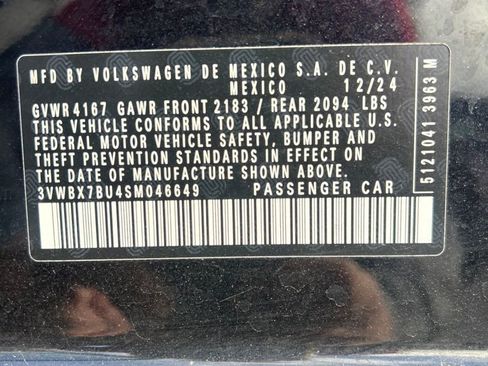 MFD BY VOLKSWAGEN DE MEXICO S.A. DE C.V.
MEXICO 12/24
GVWR 4167 GAWR FRONT 2183 / REAR 2094 LBS
THIS VEHICLE CONFORMS TO ALL APPLICABLE U.S.
FEDERAL MOTOR VEHICLE SAFETY, BUMPER AND
THEFT PREVENTION STANDARDS IN EFFECT ON
THE DATE OF MANUFACTURE SHOWN ABOVE.
3VWBX7BU4SM046649 PASSENGER CAR
5121041 3963 M